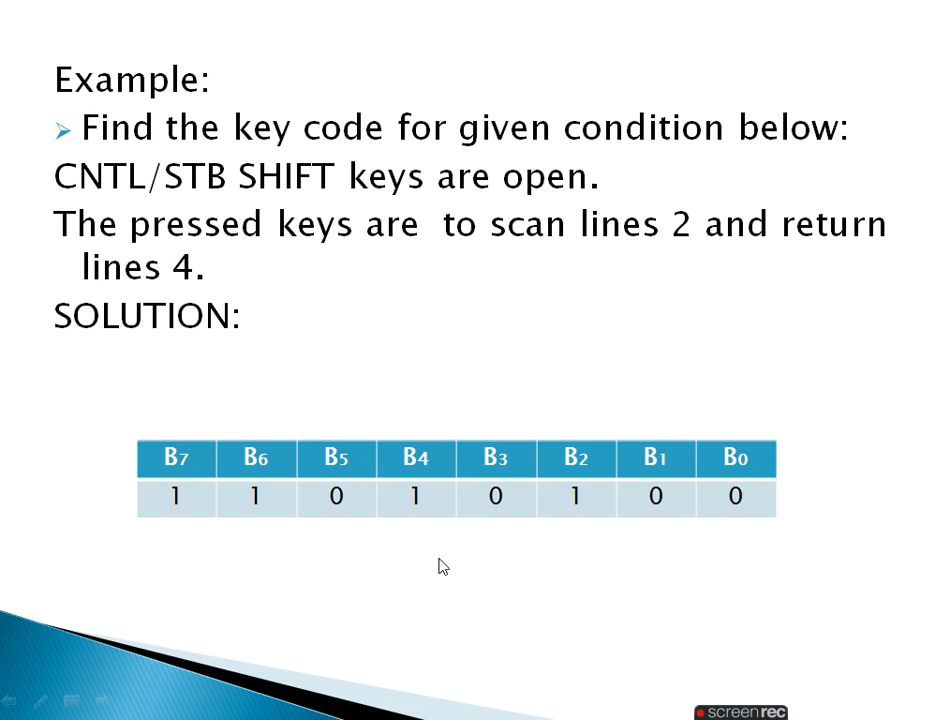 Example:
➢ Find the key code for given condition below:
CNTL/STB SHIFT keys are open.
The pressed keys are to scan lines 2 and return
lines 4.
SOLUTION:
B7 B6 B5 B4 B3 B2 B1 B0
1 1 0 1 0 1 0 0
screenrec